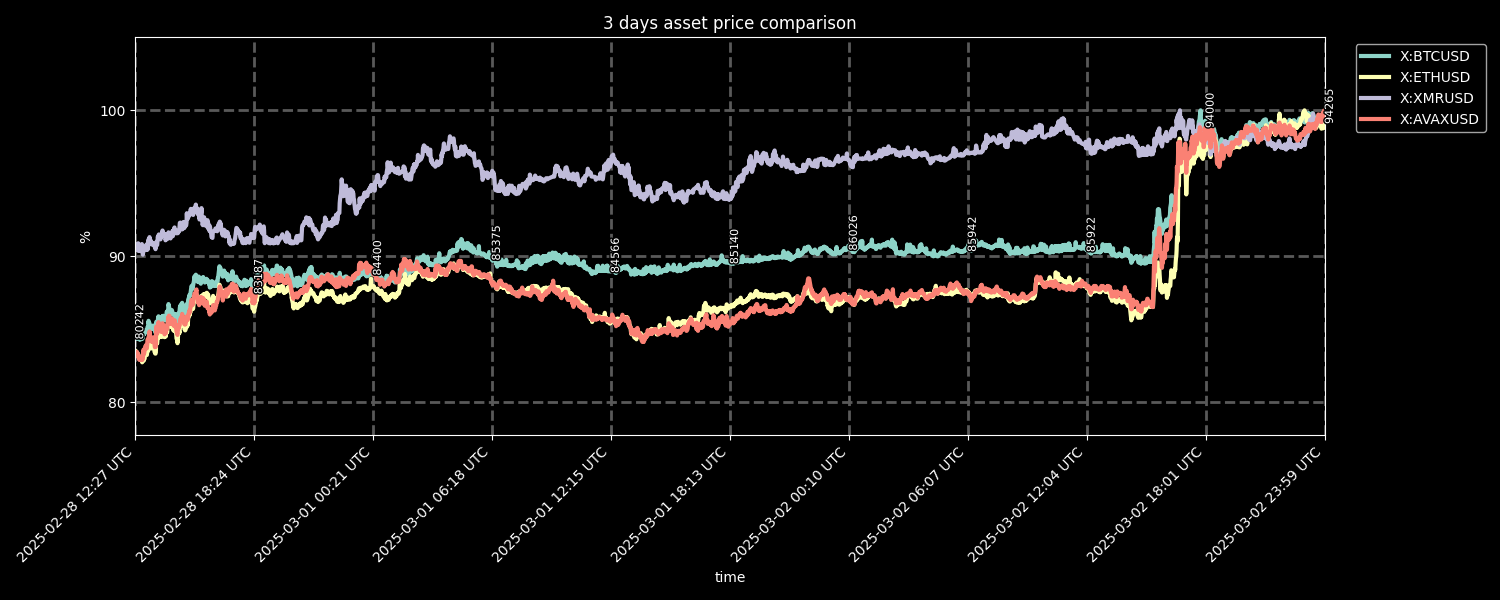 3 days asset price comparison
X:BTCUSD
X:ETHUSD
X:XMRUSD
X:AVAXUSD
%
100
90
80
80242
83187
84400
85375
84566
85140
86026
85942
85922
94000
94265
2025-02-28 12:27 UTC
2025-02-28 18:24 UTC
2025-03-01 00:21 UTC
2025-03-01 06:18 UTC
2025-03-01 12:15 UTC
2025-03-01 18:13 UTC
2025-03-02 00:10 UTC
2025-03-02 06:07 UTC
2025-03-02 12:04 UTC
2025-03-02 18:01 UTC
2025-03-02 23:59 UTC
time